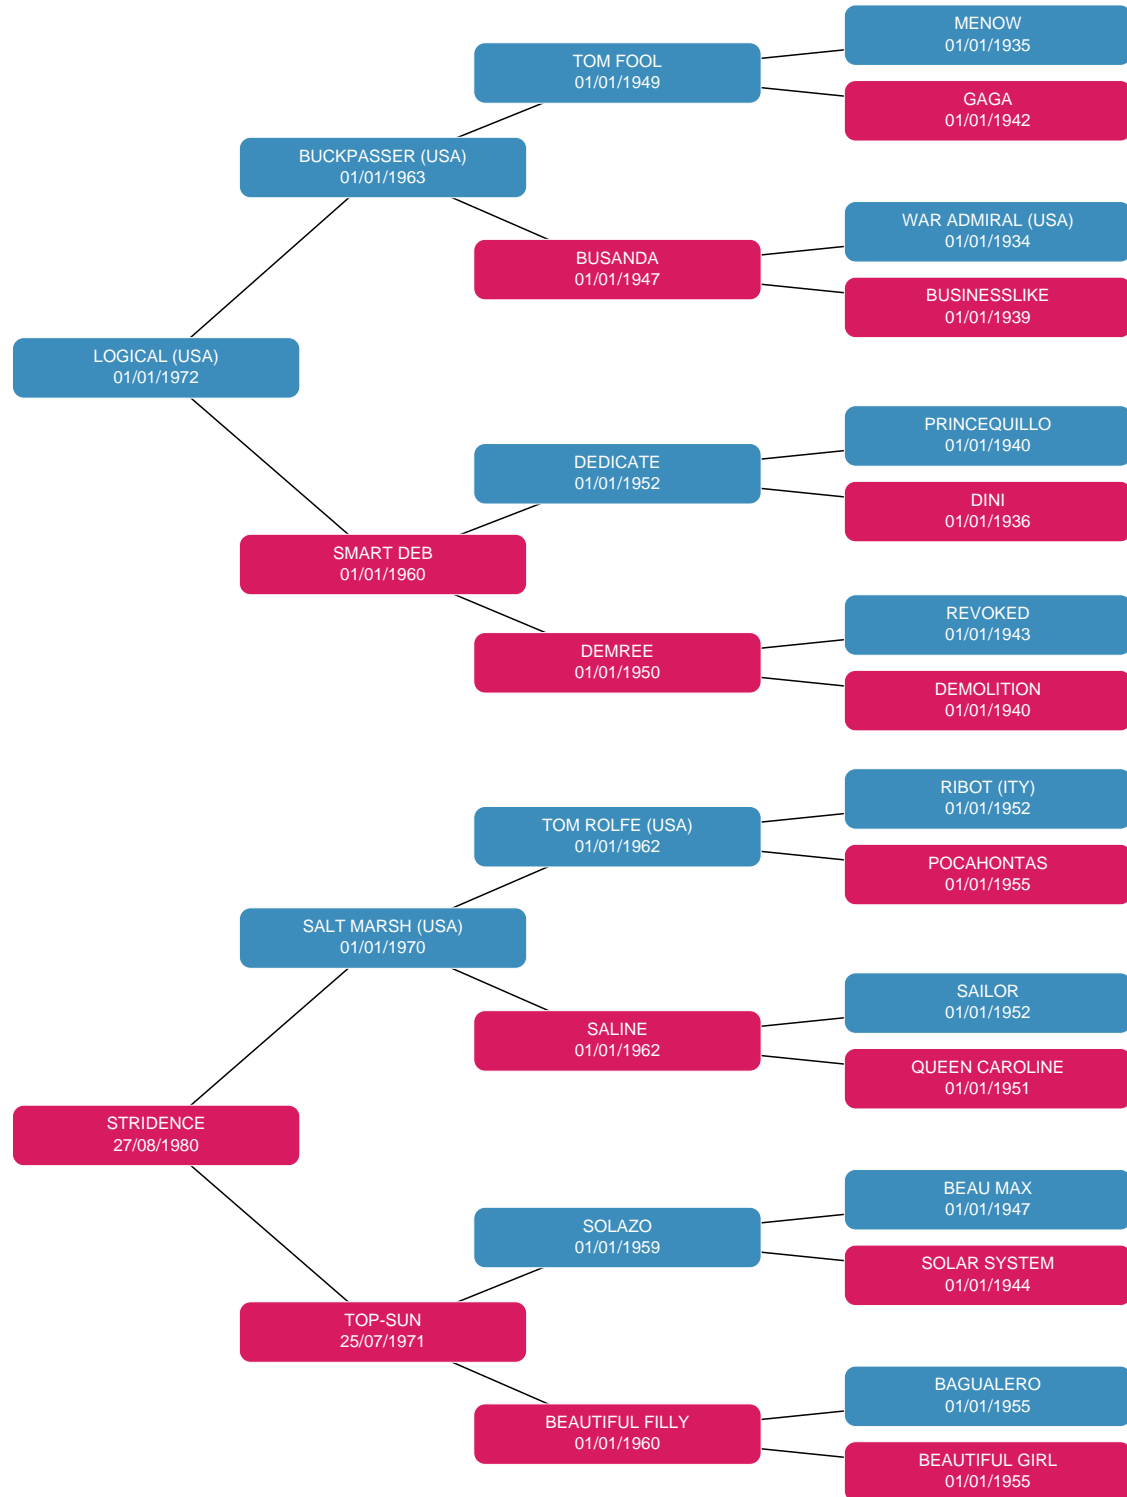 MENOW
01/01/1935
TOM FOOL
01/01/1949
GAGA
01/01/1942
BUCKPASSER (USA)
01/01/1963
WAR ADMIRAL (USA)
01/01/1934
BUSANDA
01/01/1947
BUSINESSLIKE
01/01/1939
LOGICAL (USA)
01/01/1972
PRINCEQUILLO
01/01/1940
DEDICATE
01/01/1952
DINI
01/01/1936
SMART DEB
01/01/1960
REVOKED
01/01/1943
DEMREE
01/01/1950
DEMOLITION
01/01/1940
RIBOT (ITY)
01/01/1952
TOM ROLFE (USA)
01/01/1962
POCAHONTAS
01/01/1955
SALT MARSH (USA)
01/01/1970
SAILOR
01/01/1952
SALINE
01/01/1962
QUEEN CAROLINE
01/01/1951
STRIDENCE
27/08/1980
BEAU MAX
01/01/1947
SOLAZO
01/01/1959
SOLAR SYSTEM
01/01/1944
TOP-SUN
25/07/1971
BAGUALERO
01/01/1955
BEAUTIFUL FILLY
01/01/1960
BEAUTIFUL GIRL
01/01/1955